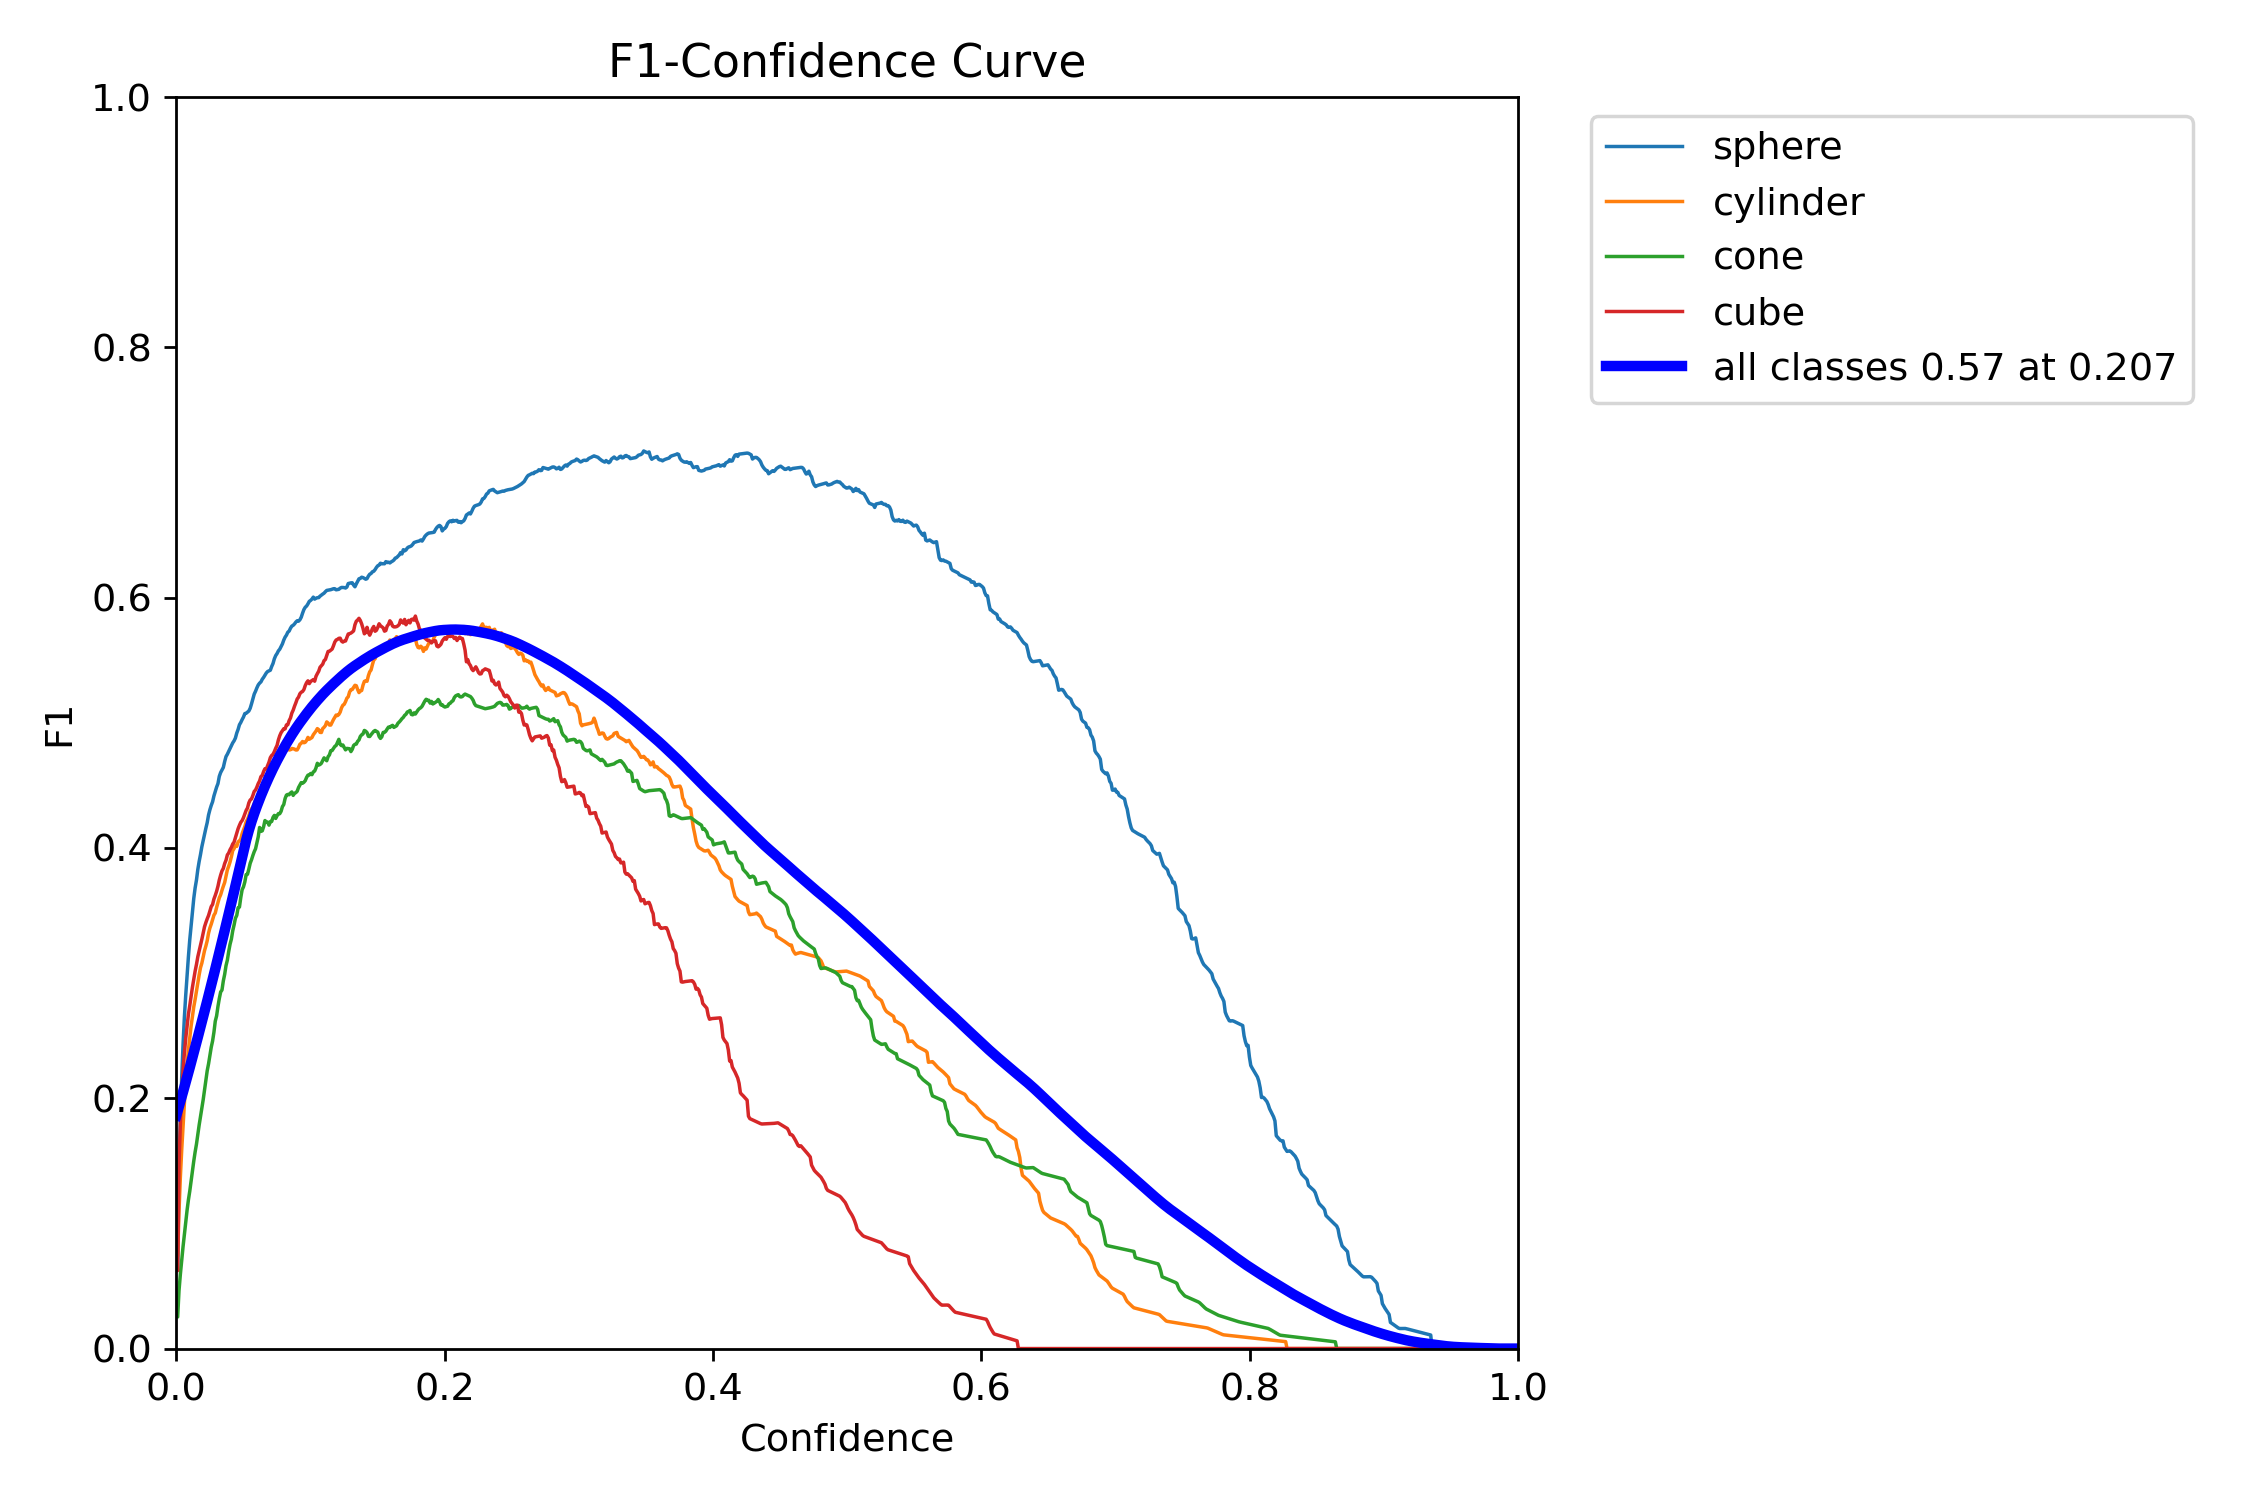 F1-Confidence Curve
1.0
0.8
0.6
0.4
0.2
0.0
F1
0.0 0.2 0.4 0.6 0.8 1.0
Confidence
sphere
cylinder
cone
cube
all classes 0.57 at 0.207